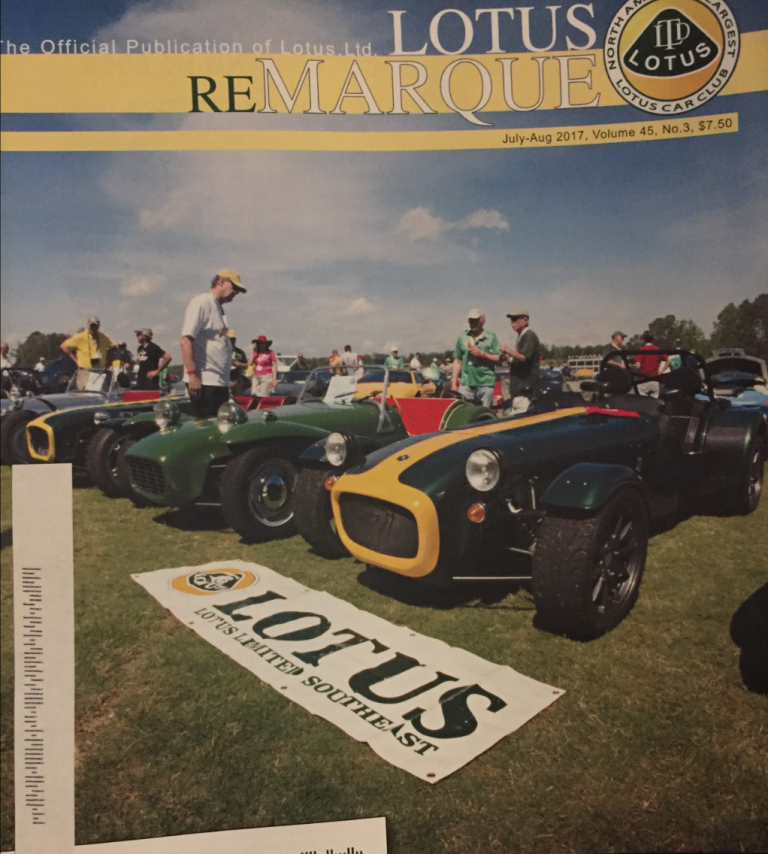 The Official Publication of Lotus,Ltd.
LOTUS
REMARQUE
NORTH AMERICA'S LARGEST
LOTUS
LOTUS CAR CLUB
July-Aug 2017, Volume 45, No.3, $7.50
LOTUS
LOTUS LIMITED SOUTHEAST